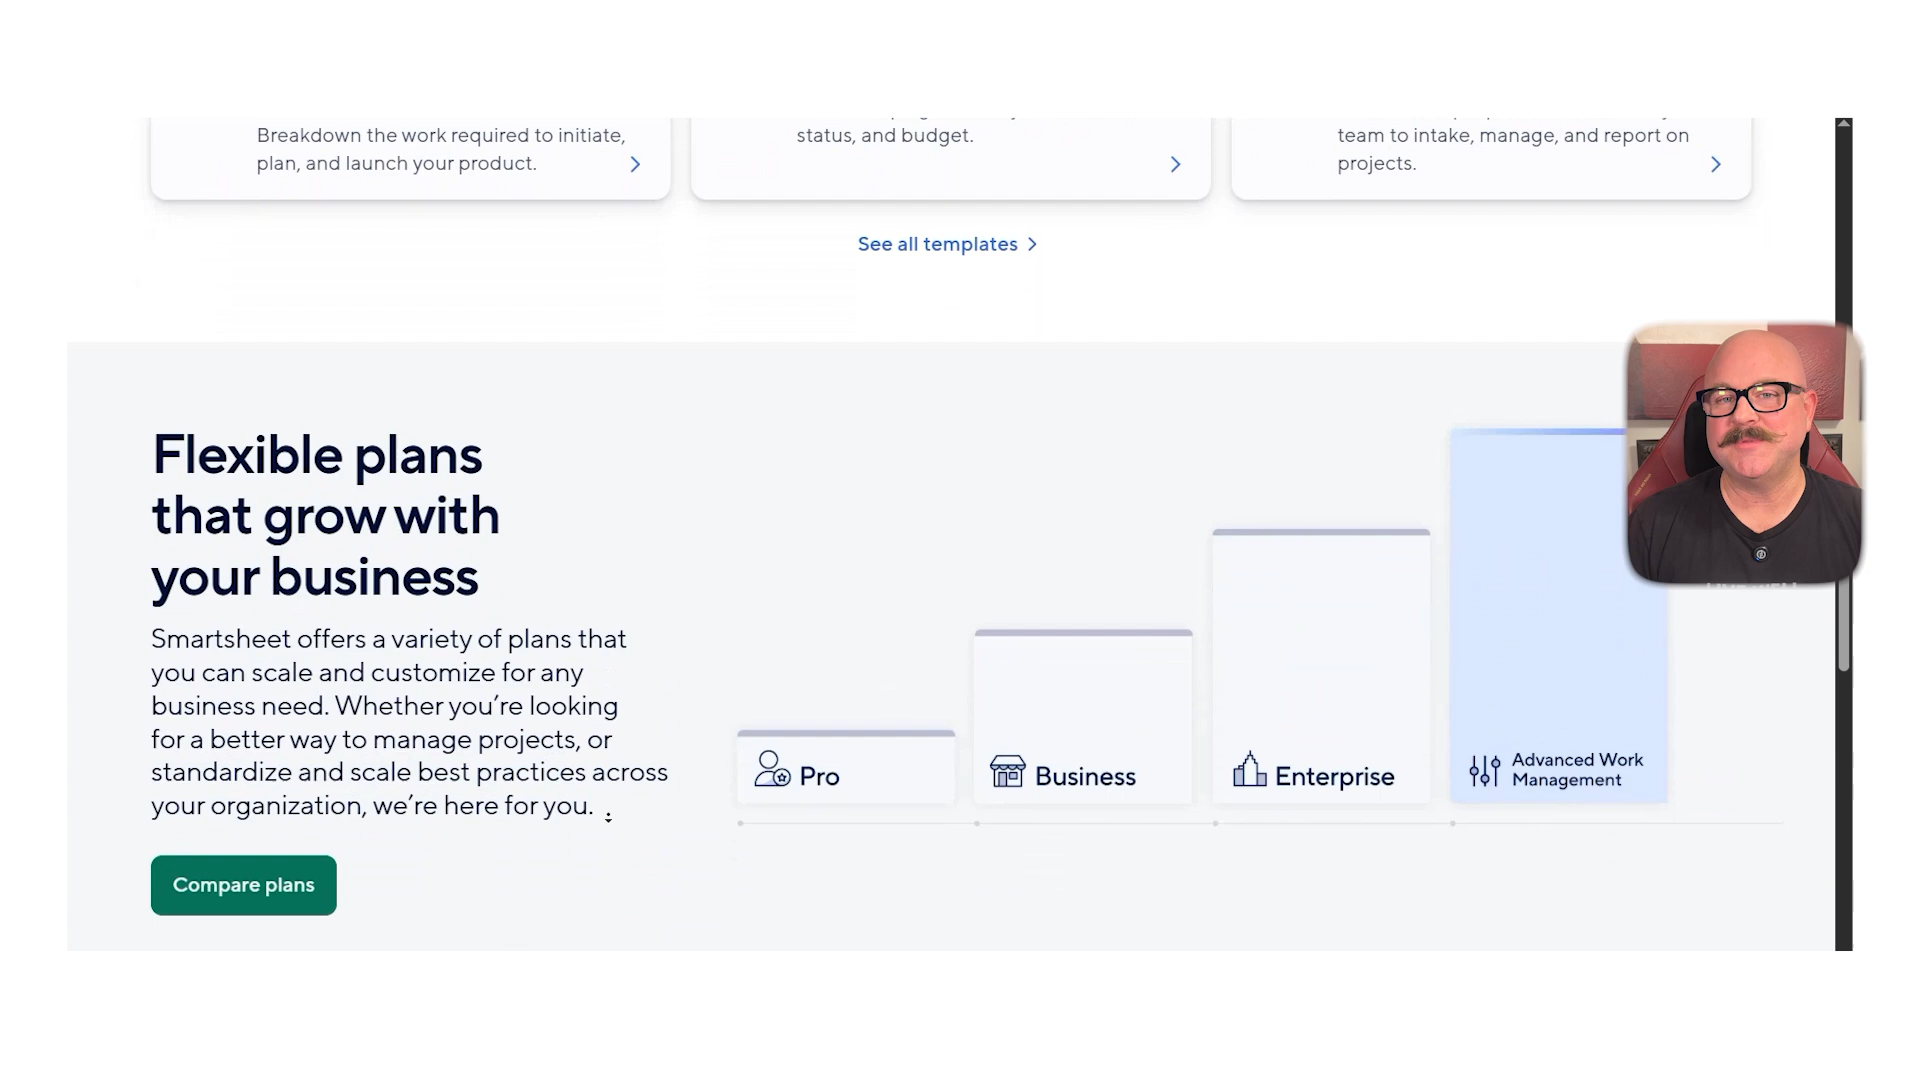 Breakdown the work required to initiate,
plan, and launch your product.
status, and budget.
team to intake, manage, and report on
projects.
See all templates
Flexible plans
that grow with
your business
Smartsheet offers a variety of plans that
you can scale and customize for any
business need. Whether you’re looking
for a better way to manage projects, or
standardize and scale best practices across
your organization, we’re here for you.
Compare plans
Pro
Business
Enterprise
Advanced Work
Management